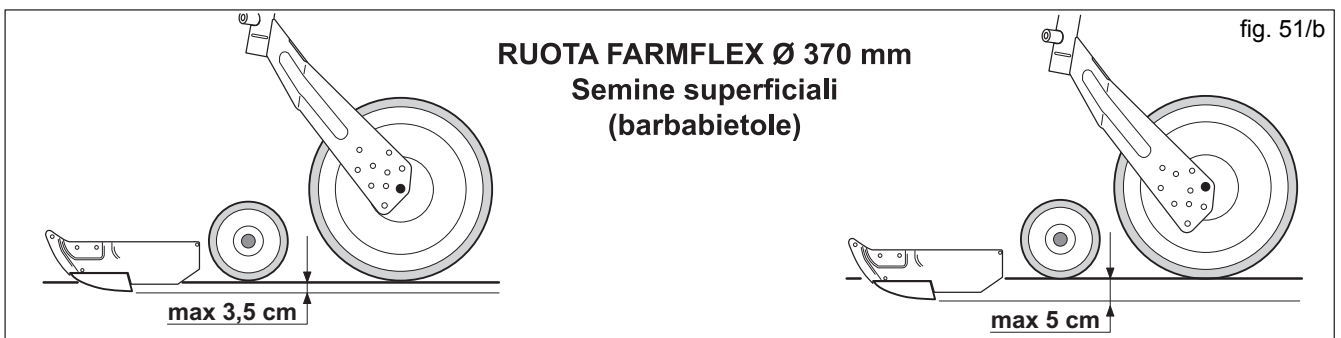 fig. 51/b
RUOTA FARMFLEX Ø 370 mm
Semine superficiali
(barbabietole)
max 3,5 cm
max 5 cm